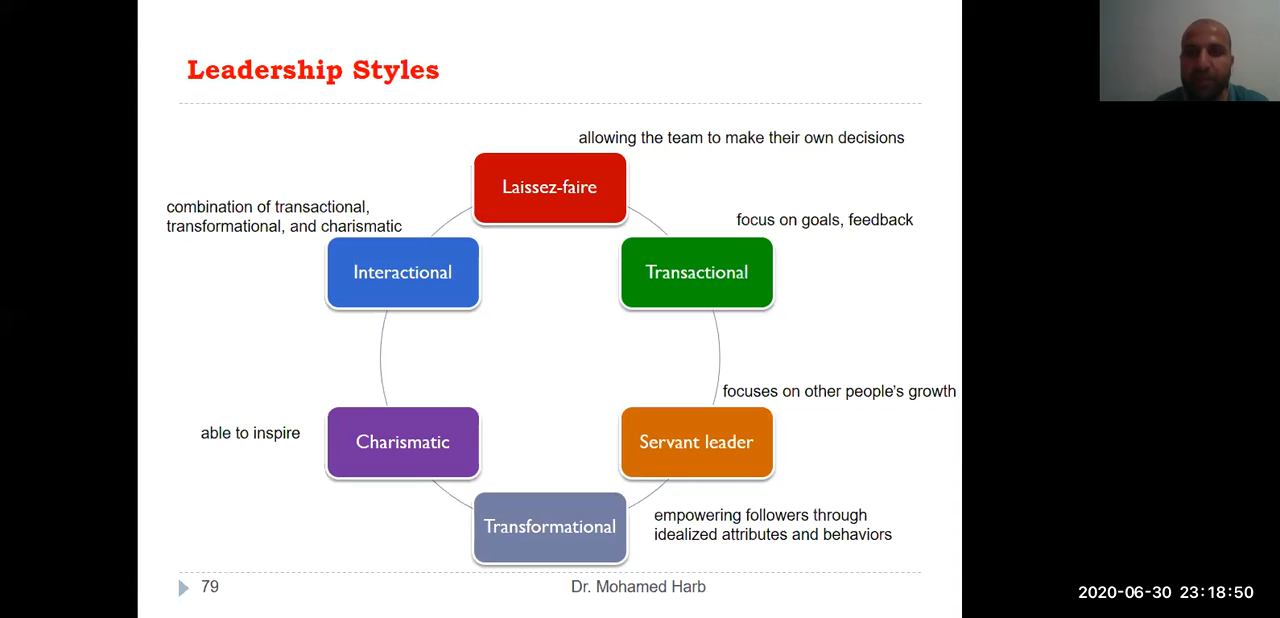 Leadership Styles
allowing the team to make their own decisions
Laissez-faire
combination of transactional,
transformational, and charismatic
focus on goals, feedback
Interactional
Transactional
focuses on other people's growth
able to inspire
Charismatic
Servant leader
Transformational
empowering followers through
idealized attributes and behaviors
79
Dr. Mohamed Harb
2020-06-30 23:18:50